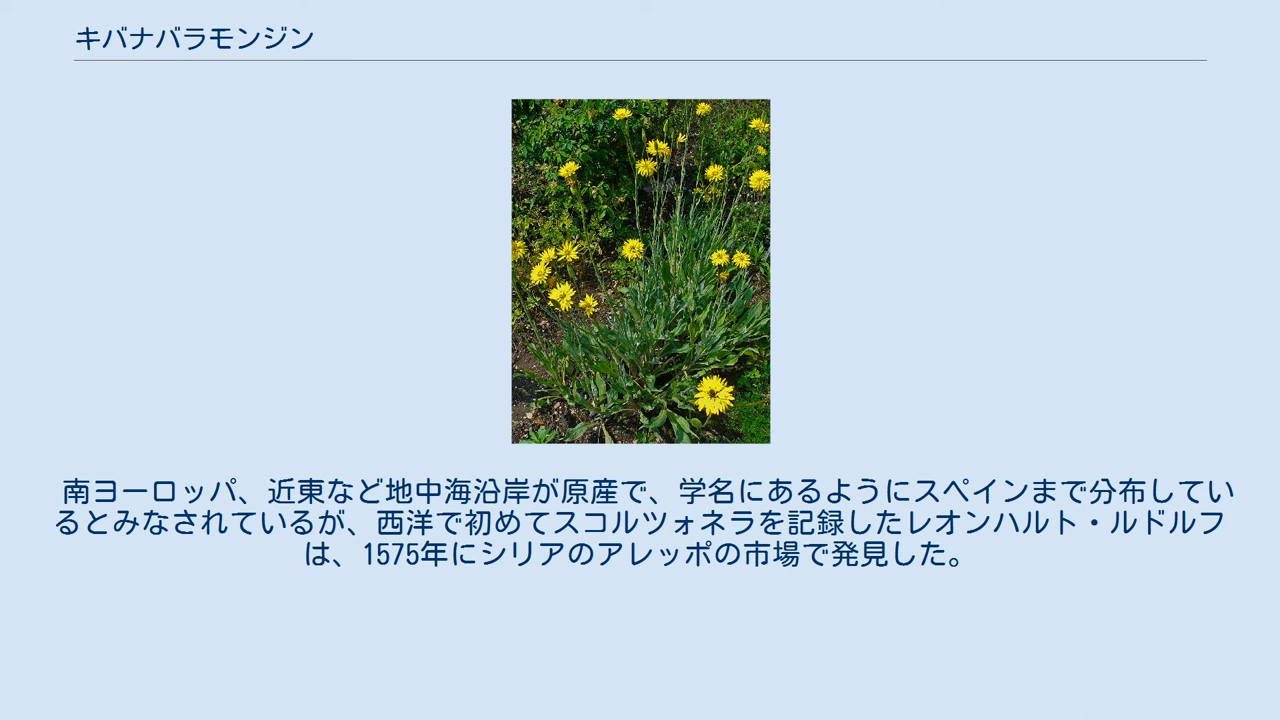 キバナバラモンジン
南ヨーロッパ、近東など地中海沿岸が原産で、学名にあるようにスペインまで分布してい
るとみなされているが、西洋で初めてスコルツォネラを記録したレオンハルト・ルドルフ
は、1575年にシリアのアレッポの市場で発見した。